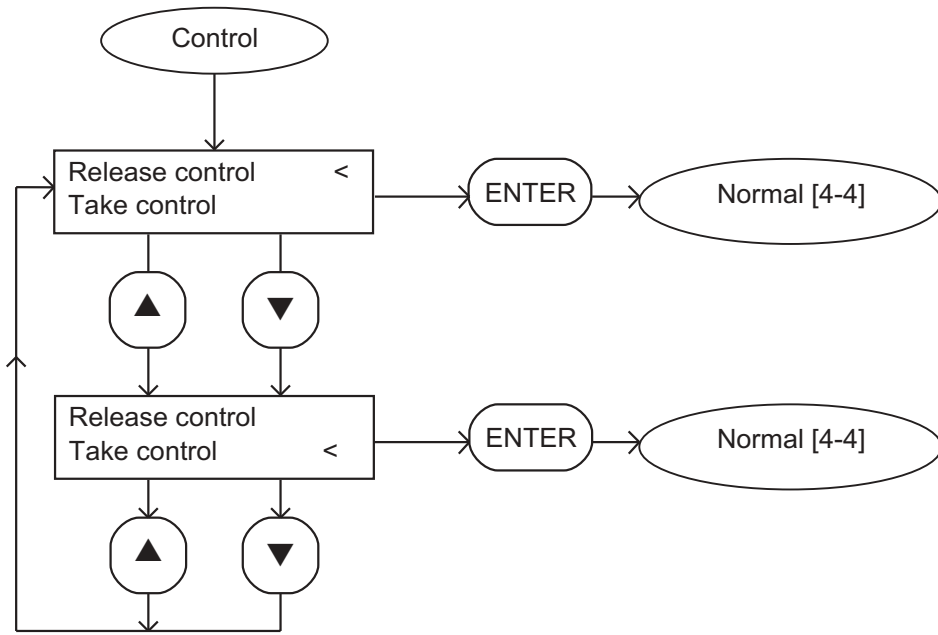 Control
Release control <
Take control
ENTER
Normal [4-4]
▲
▼
Release control
Take control <
ENTER
Normal [4-4]
▲
▼